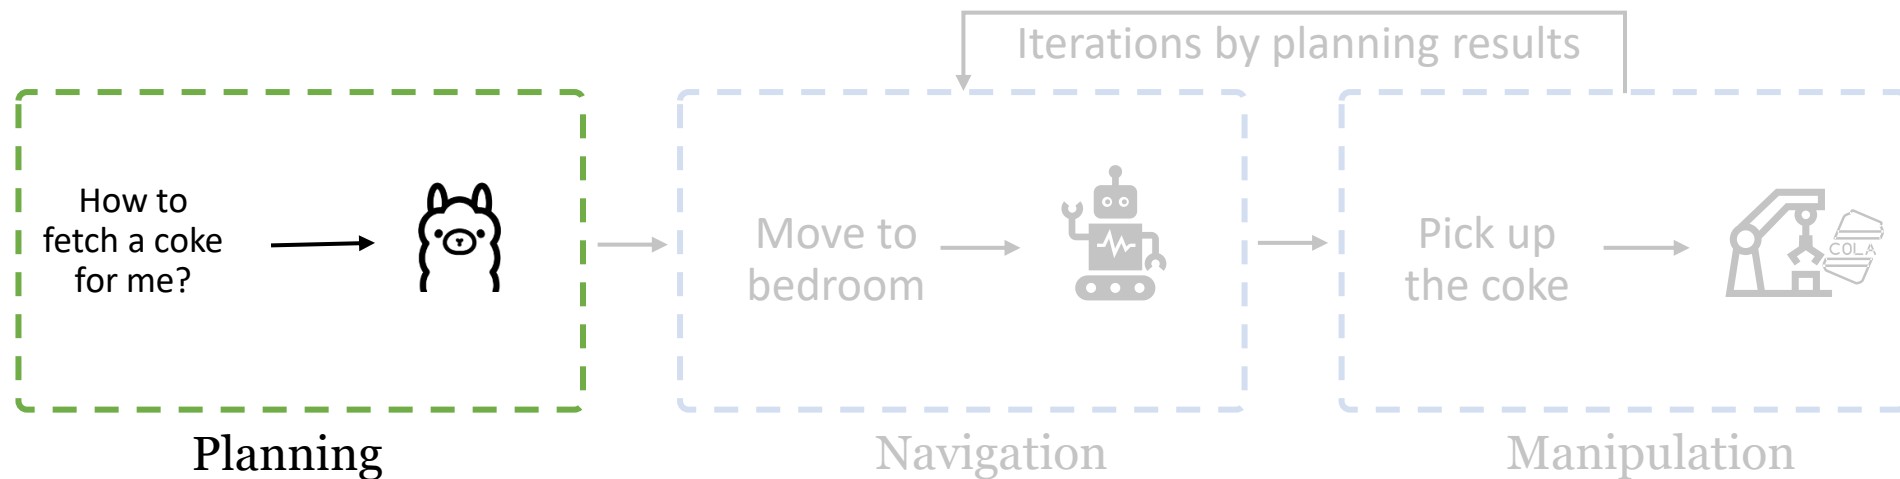 Iterations by planning results
How to
fetch a coke
for me?
Move to
bedroom
Pick up
the coke
COLA
Planning
Navigation
Manipulation